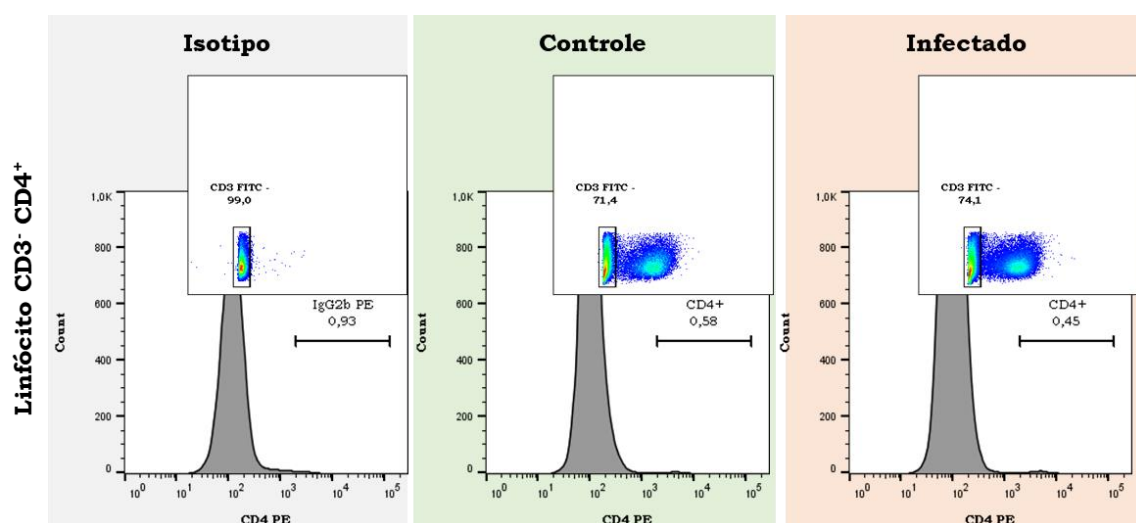 Isotipo
Controle
Infectado
Linfócito CD3- CD4+
CD3 FITC -
99,0
1,0K
800
600
400
200
0
Count
IgG2b PE
0,93
10^0 10^1 10^2 10^3 10^4 10^5
CD4 PE
CD3 FITC -
71,4
1,0K
800
600
400
200
0
Count
CD4+
0,58
10^0 10^1 10^2 10^3 10^4 10^5
CD4 PE
CD3 FITC -
74,1
1,0K
800
600
400
200
0
Count
CD4+
0,45
10^0 10^1 10^2 10^3 10^4 10^5
CD4 PE